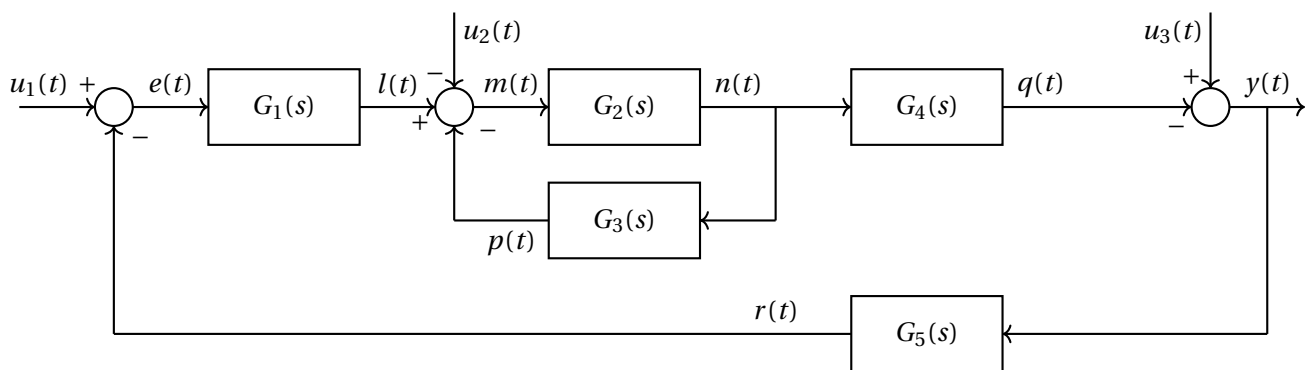 u₂(t)
u₃(t)
u₁(t) + e(t) G₁(s) l(t) − m(t) G₂(s) n(t) G₄(s) q(t) + y(t)
− + − −
G₃(s)
p(t)
r(t)
G₅(s)